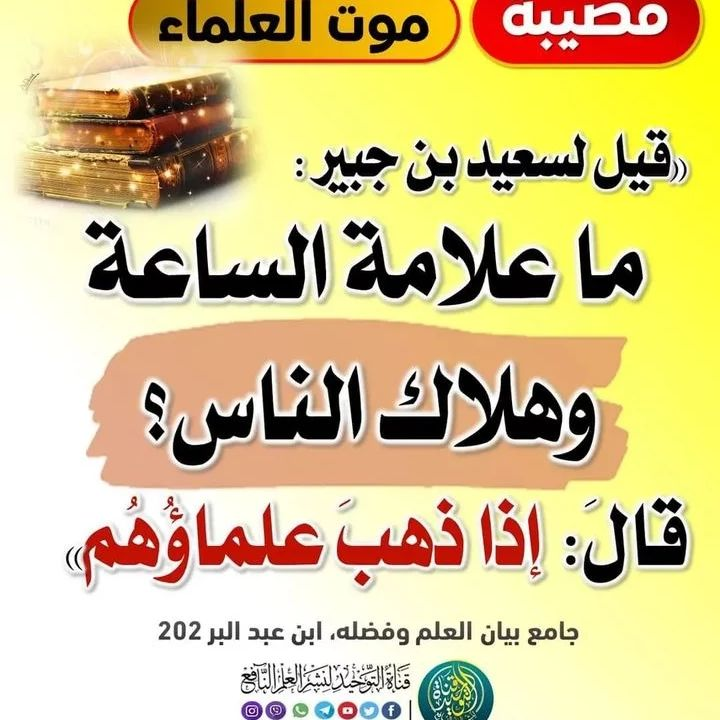 مصيبة
موت العلماء
((قيل لسعيد بن جبير :
ما علامة الساعة
وهلاك الناس؟
قالَ: إذا ذهبَ علماؤُهُم))
جامع بيان العلم وفضله، ابن عبد البر 202
قناة التوحيد لنشر العلم النافع